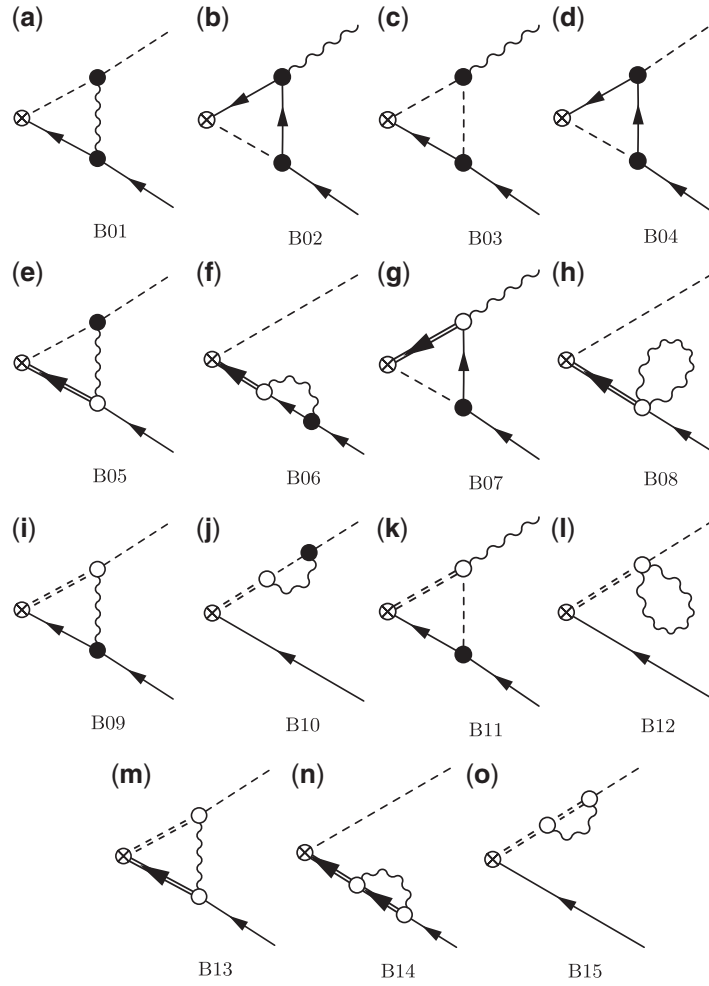 (a) (b) (c) (d)
B01 B02 B03 B04
(e) (f) (g) (h)
B05 B06 B07 B08
(i) (j) (k) (l)
B09 B10 B11 B12
(m) (n) (o)
B13 B14 B15